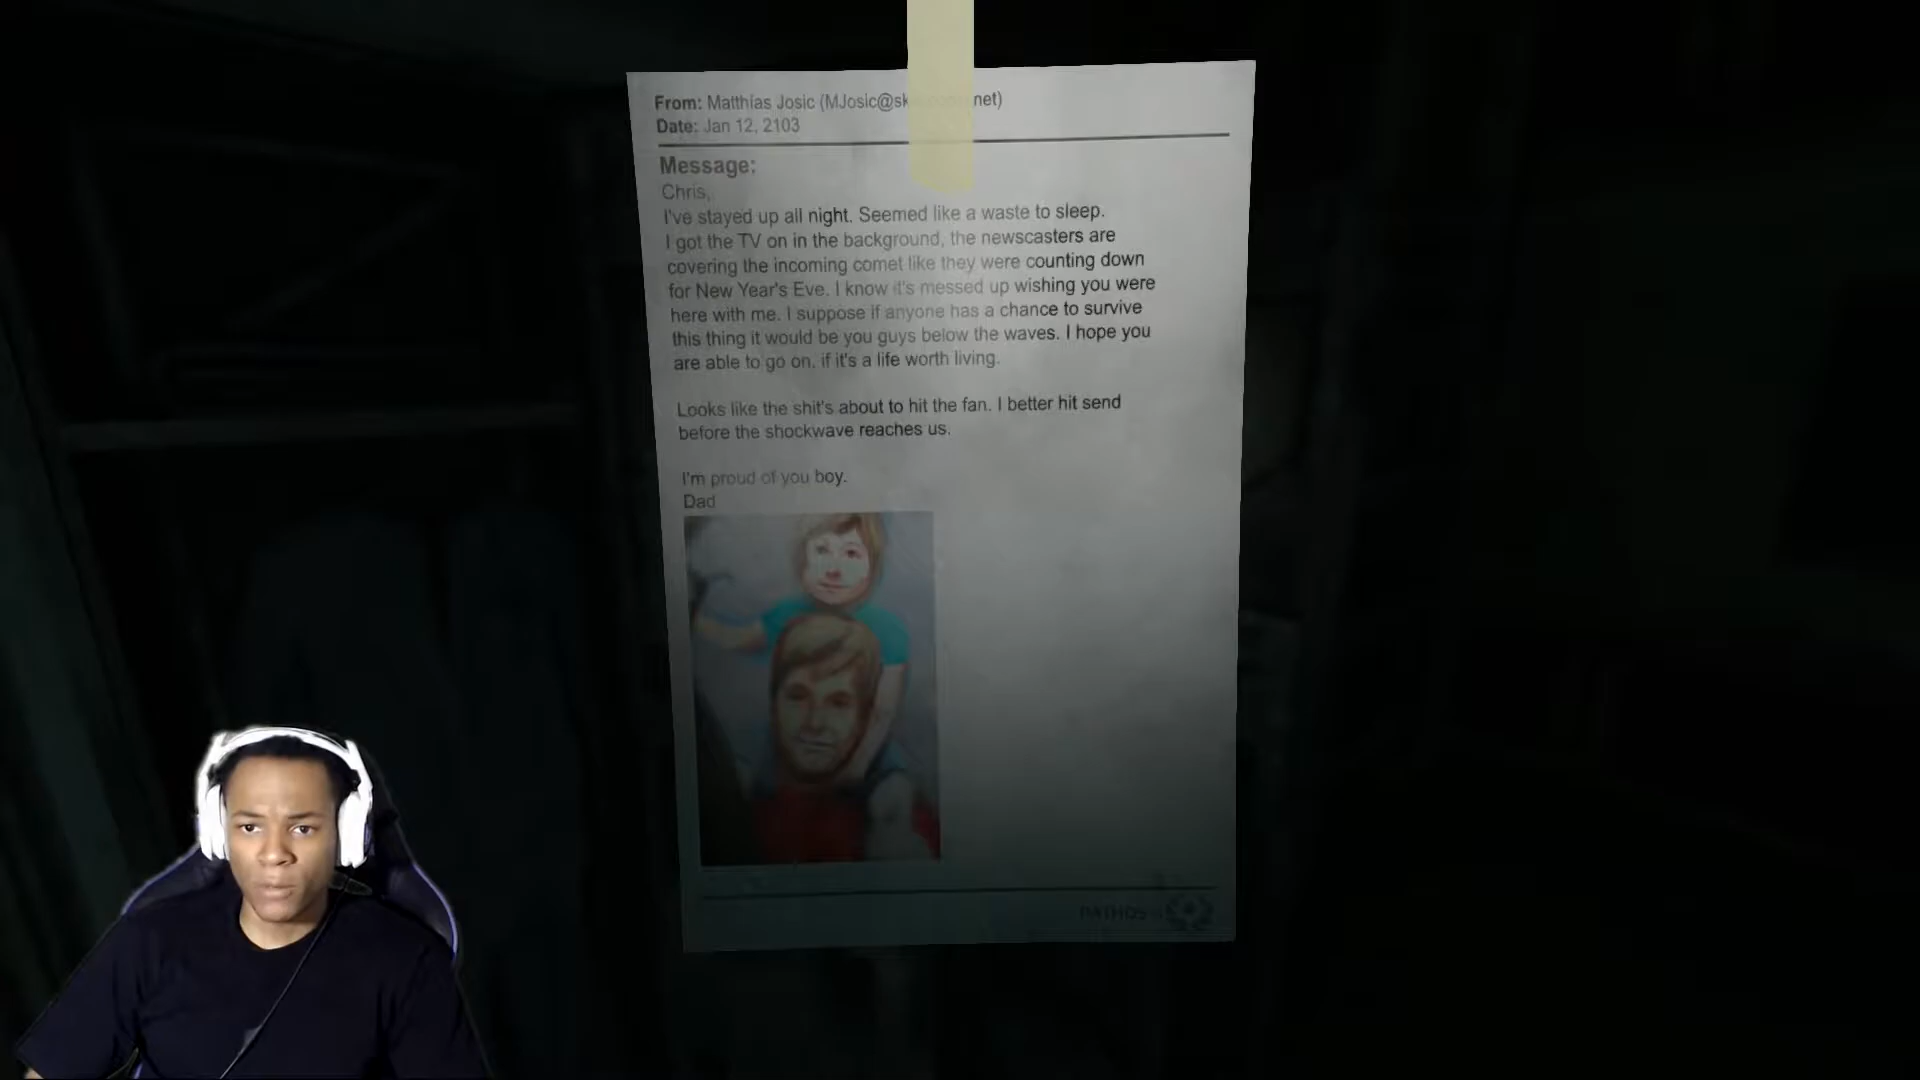 From: Matthías Josic (MJosic@sk net)
Date: Jan 12, 2103
Message:
Chris,
I've stayed up all night. Seemed like a waste to sleep.
I got the TV on in the background, the newscasters are
covering the incoming comet like they were counting down
for New Year's Eve. I know it's messed up wishing you were
here with me. I suppose if anyone has a chance to survive
this thing it would be you guys below the waves. I hope you
are able to go on, if it's a life worth living.
Looks like the shit's about to hit the fan. I better hit send
before the shockwave reaches us.
I'm proud of you boy.
Dad
PATHOS